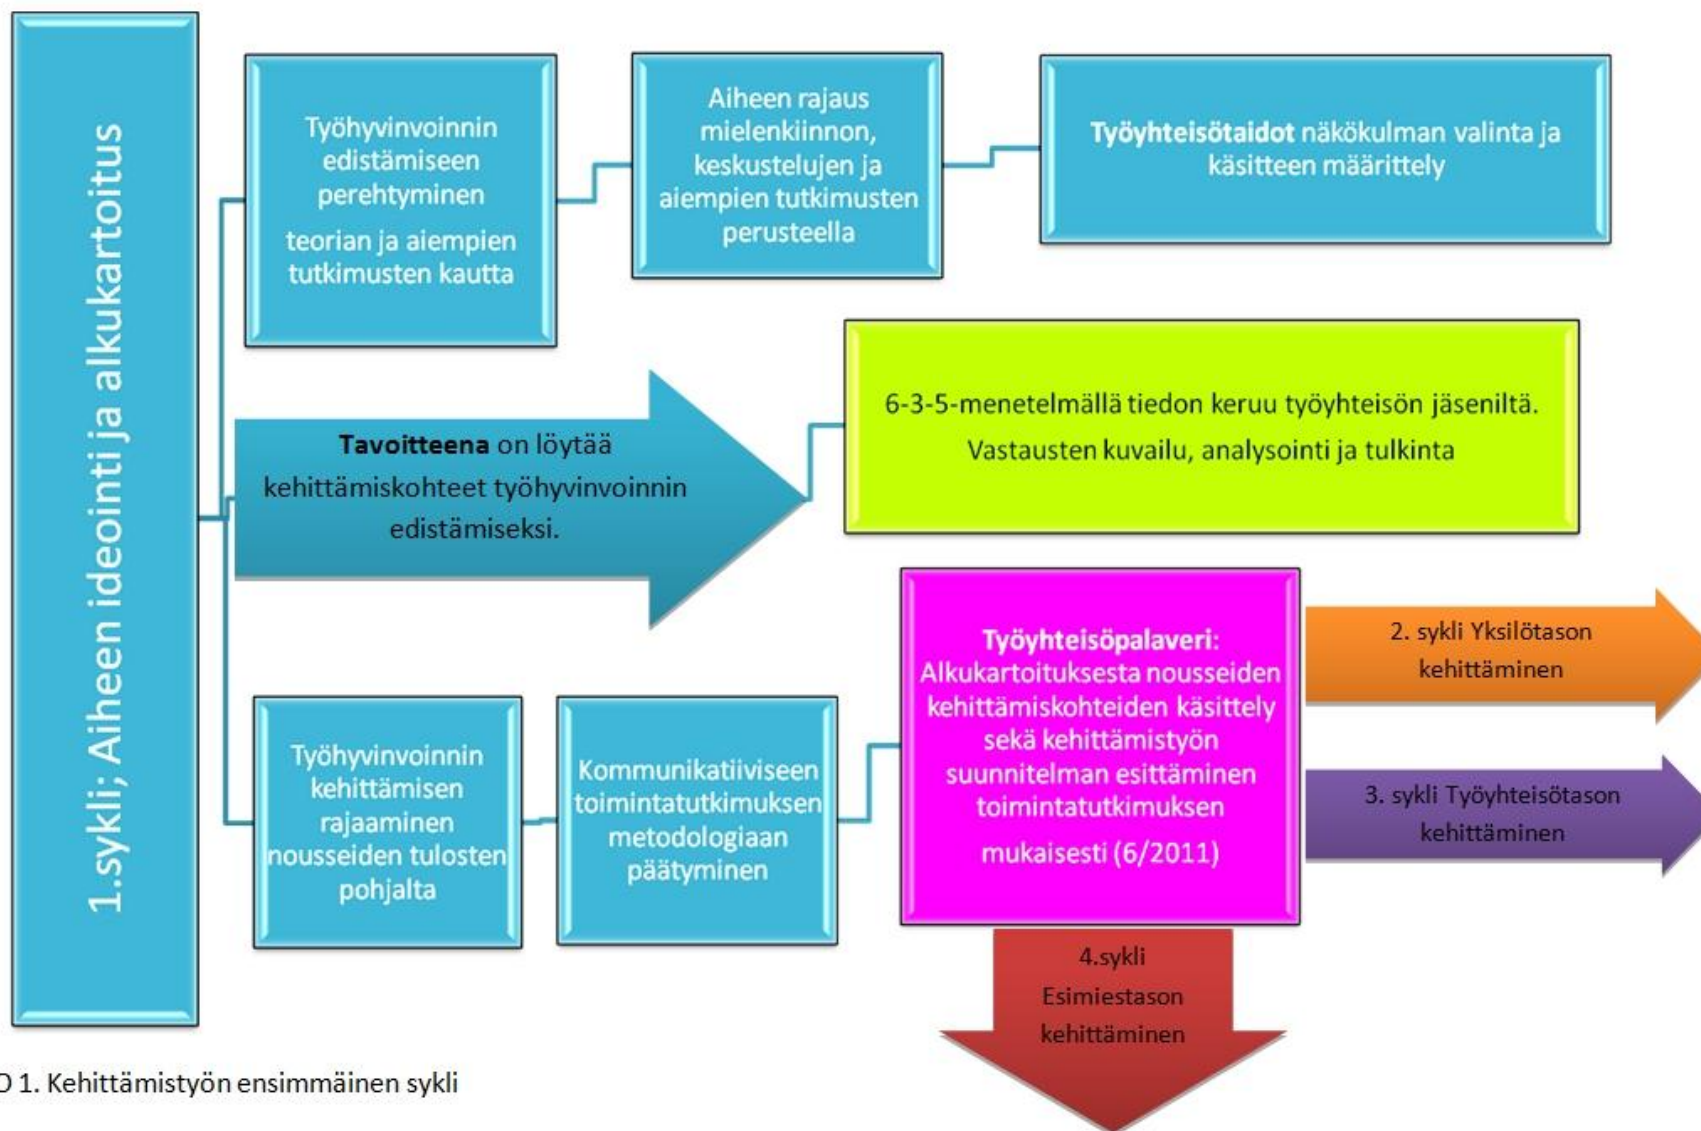 1.sykli; Aiheen ideointi ja alkukartoitus
Työhyvinvoinnin
edistämiseen
perehtyminen
teorian ja aiempien
tutkimusten kautta
Aiheen rajaus
mielenkiinnon,
keskustelujen ja
aiempien tutkimusten
perusteella
Työyhteisötaidot näkökulman valinta ja
käsitteen määrittely
Tavoitteena on löytää
kehittämiskohteet työhyvinvoinnin
edistämiseksi.
6-3-5-menetelmällä tiedon keruu työyhteisön jäseniltä.
Vastausten kuvailu, analysointi ja tulkinta
Työhyvinvoinnin
kehittämisen
rajaaminen
nousseiden tulosten
pohjalta
Kommunikatiiviseen
toimintatutkimuksen
metodologiaan
päätyminen
Työyhteisöpalaveri:
Alkukartoituksesta nousseiden
kehittämiskohteiden käsittely
sekä kehittämistyön
suunnitelman esittäminen
toimintatutkimuksen
mukaisesti (6/2011)
2. sykli Yksilötason
kehittäminen
3. sykli Työyhteisötason
kehittäminen
4.sykli
Esimiestason
kehittäminen
O 1. Kehittämistyön ensimmäinen sykli